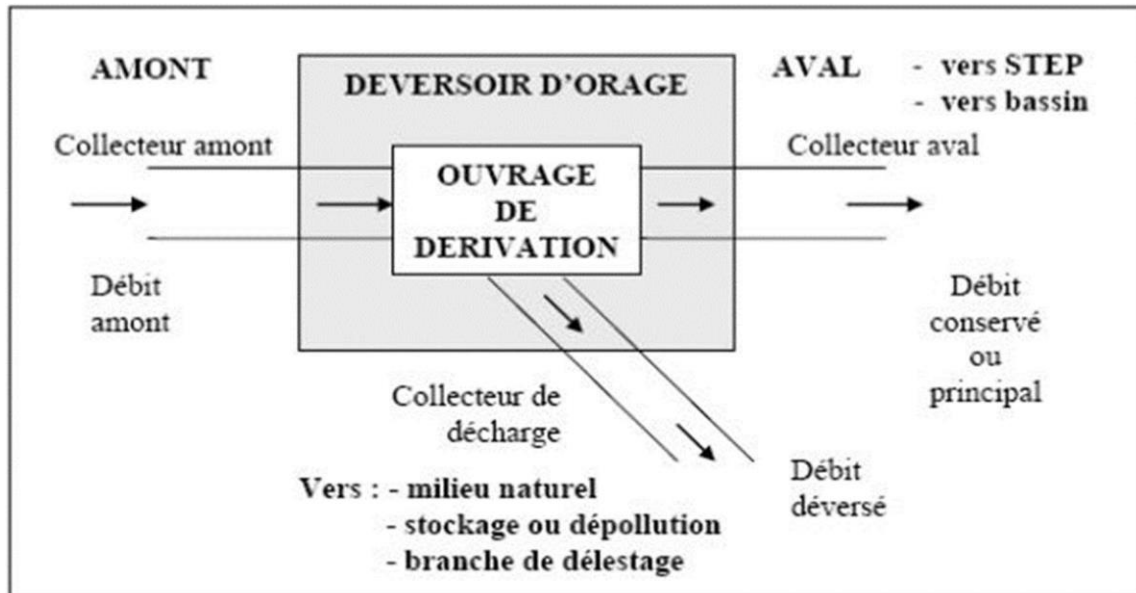 AMONT
DEVERSOIR D'ORAGE
AVAL - vers STEP
- vers bassin
Collecteur amont
Collecteur aval
OUVRAGE
DE
DERIVATION
Débit
amont
Débit
conservé
ou
principal
Collecteur de
décharge
Débit
déversé
Vers : - milieu naturel
- stockage ou dépollution
- branche de délestage